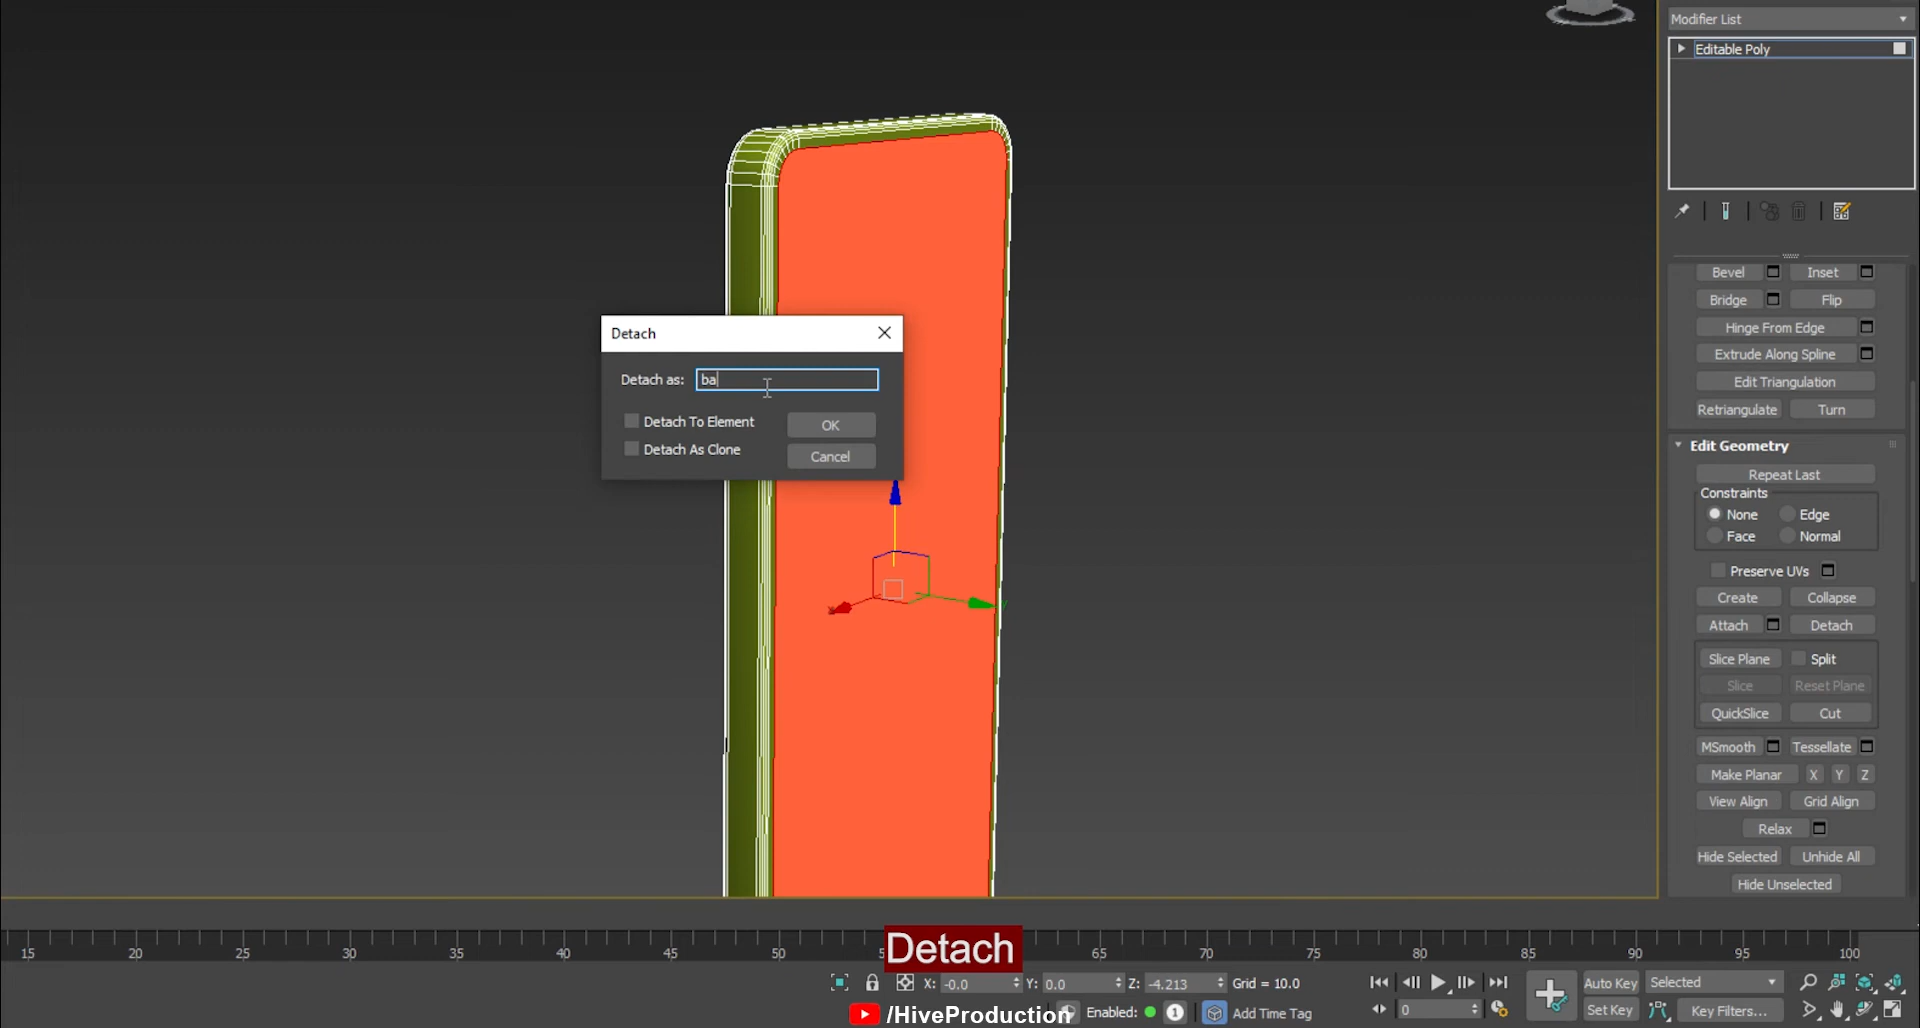 Modifier List
Editable Poly
Bevel Inset
Bridge Flip
Hinge From Edge
Extrude Along Spline
Edit Triangulation
Retriangulate Turn
Edit Geometry
Repeat Last
Constraints
None Edge
Face Normal
Preserve UVs
Create Collapse
Attach Detach
Slice Plane Split
Slice Reset Plane
QuickSlice Cut
MSmooth Tessellate
Make Planar X Y Z
View Align Grid Align
Relax
Hide Selected Unhide All
Hide Unselected
Detach
Detach as: ba
Detach To Element OK
Detach As Clone Cancel
15 20 25 30 35 40 45 50 65 70 75 80 85 90 95 100
Detach
X: -0.0 Y: 0.0 Z: -4.213 Grid = 10.0 Auto Key Selected
/HiveProduction Enabled: 1 Add Time Tag 0 Set Key Key Filters...